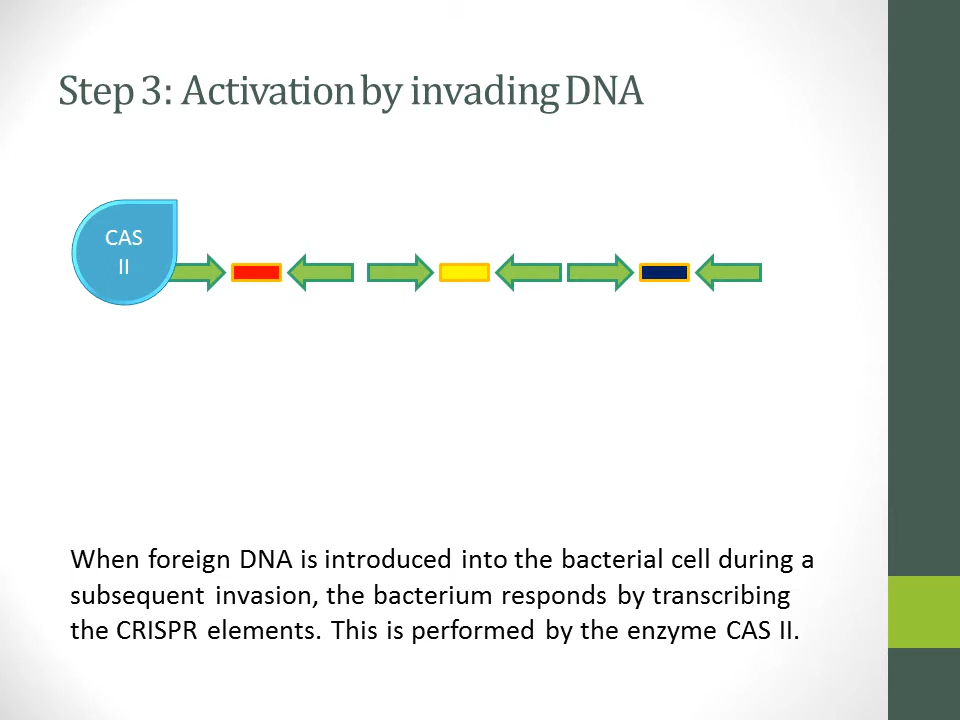 Step 3: Activation by invading DNA
CAS
II
When foreign DNA is introduced into the bacterial cell during a
subsequent invasion, the bacterium responds by transcribing
the CRISPR elements. This is performed by the enzyme CAS II.